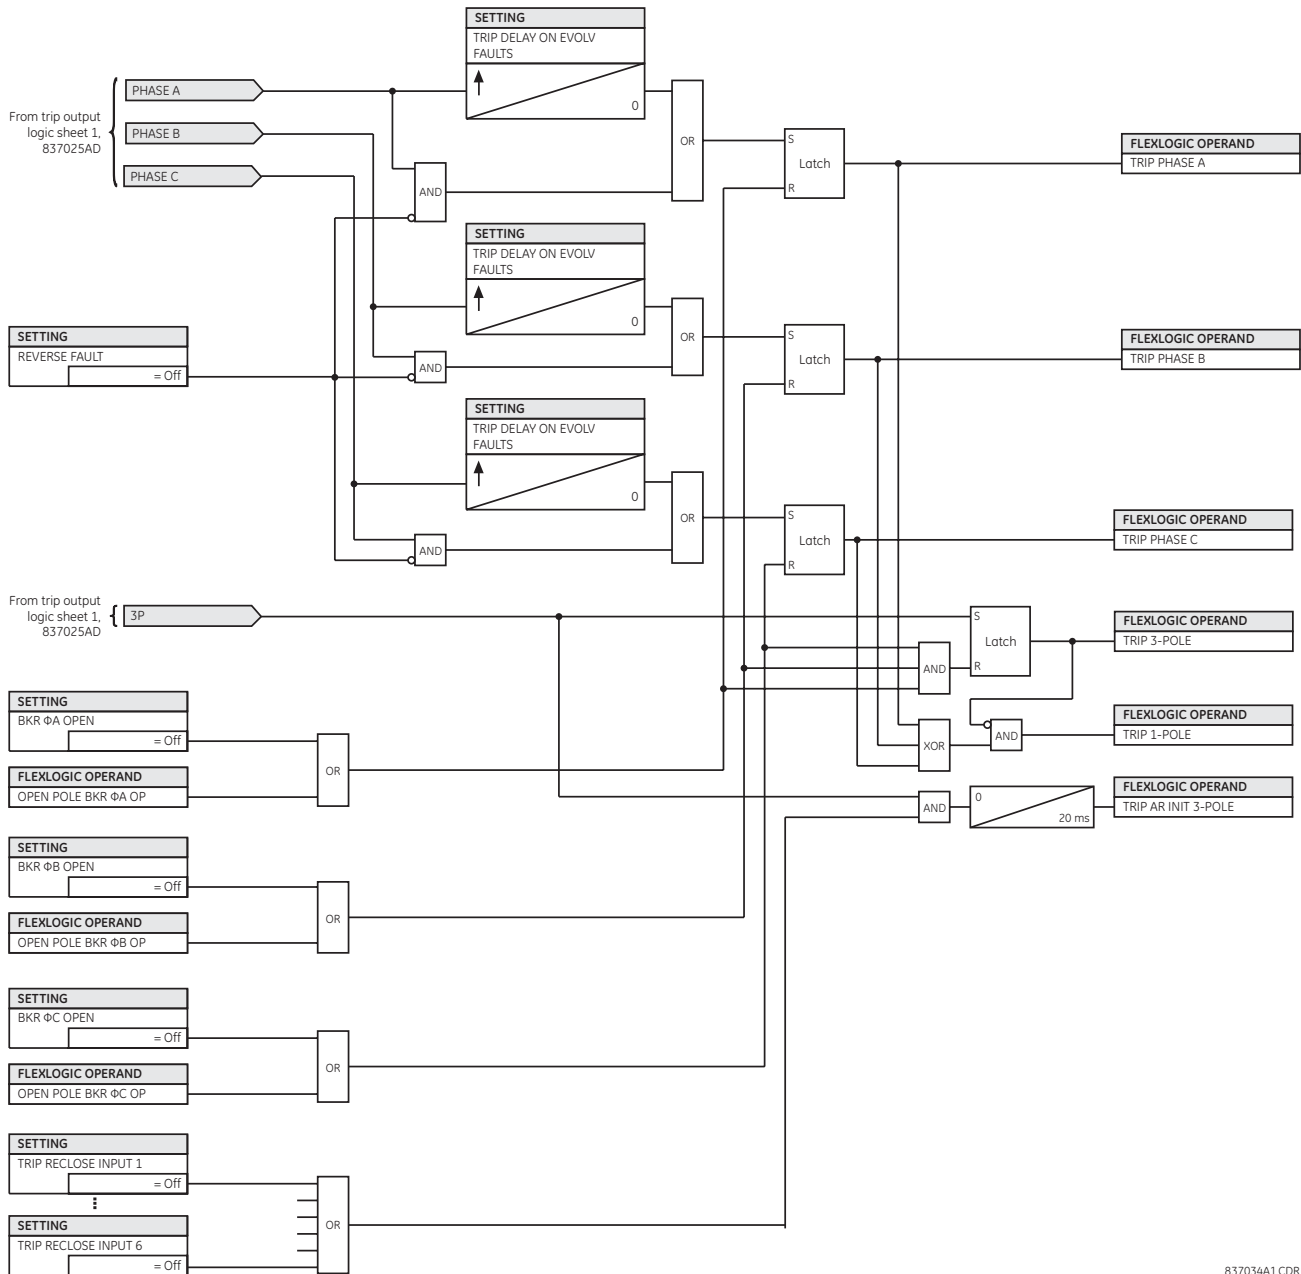 SETTING
TRIP DELAY ON EVOLV
FAULTS
0
From trip output
logic sheet 1,
837025AD
PHASE A
PHASE B
PHASE C
OR
AND
S
Latch
R
FLEXLOGIC OPERAND
TRIP PHASE A
SETTING
TRIP DELAY ON EVOLV
FAULTS
0
OR
SETTING
REVERSE FAULT
= Off
AND
S
Latch
R
FLEXLOGIC OPERAND
TRIP PHASE B
SETTING
TRIP DELAY ON EVOLV
FAULTS
0
OR
AND
S
Latch
R
FLEXLOGIC OPERAND
TRIP PHASE C
From trip output
logic sheet 1,
837025AD
3P
S
Latch
R
AND
FLEXLOGIC OPERAND
TRIP 3-POLE
SETTING
BKR ΦA OPEN
= Off
FLEXLOGIC OPERAND
OPEN POLE BKR ΦA OP
OR
XOR
AND
FLEXLOGIC OPERAND
TRIP 1-POLE
AND
0
20 ms
FLEXLOGIC OPERAND
TRIP AR INIT 3-POLE
SETTING
BKR ΦB OPEN
= Off
FLEXLOGIC OPERAND
OPEN POLE BKR ΦB OP
OR
SETTING
BKR ΦC OPEN
= Off
FLEXLOGIC OPERAND
OPEN POLE BKR ΦC OP
OR
SETTING
TRIP RECLOSE INPUT 1
= Off
SETTING
TRIP RECLOSE INPUT 6
= Off
OR
837034A1.CDR